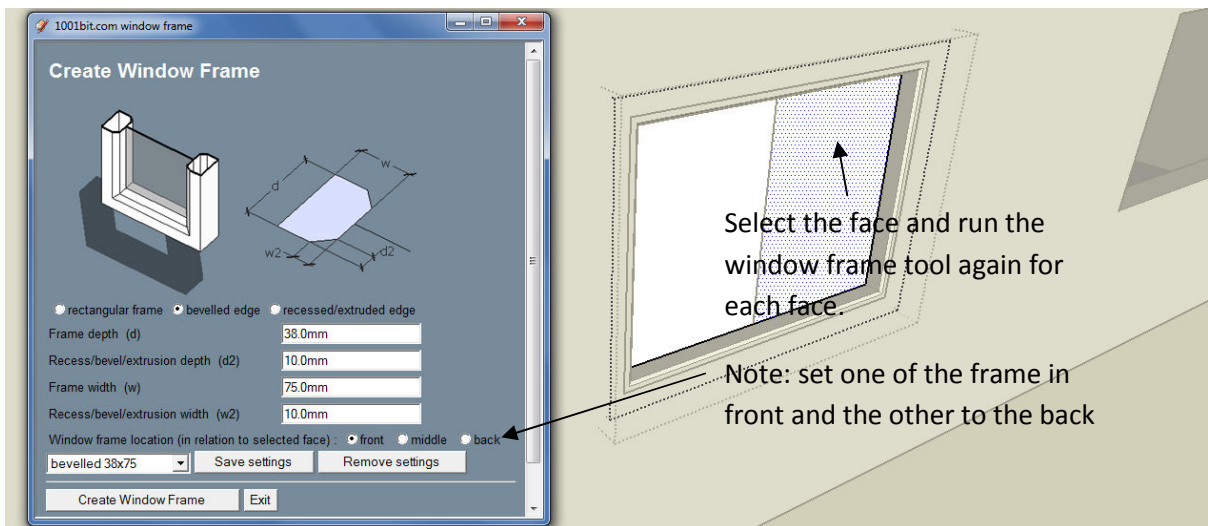 1001bit.com window frame
Create Window Frame
d
w
w2
d2
rectangular frame bevelled edge recessed/extruded edge
Frame depth (d) 38.0mm
Recess/bevel/extrusion depth (d2) 10.0mm
Frame width (w) 75.0mm
Recess/bevel/extrusion width (w2) 10.0mm
Window frame location (in relation to selected face) : front middle back
bevelled 38x75 Save settings Remove settings
Create Window Frame Exit
Select the face and run the
window frame tool again for
each face.
Note: set one of the frame in
front and the other to the back